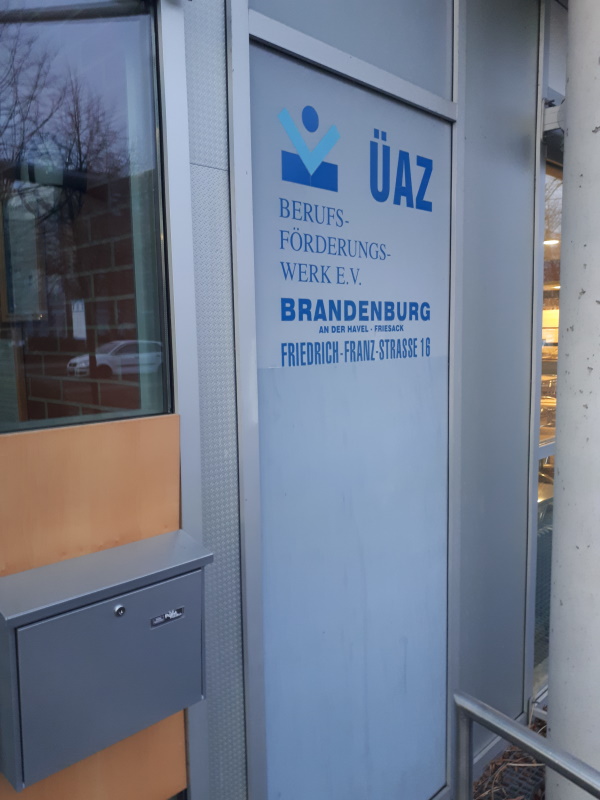 ÜAZ
BERUFS-
FÖRDERUNGS-
WERK E.V.
BRANDENBURG
AN DER HAVEL - FRIESACK
FRIEDRICH-FRANZ-STRASSE 16